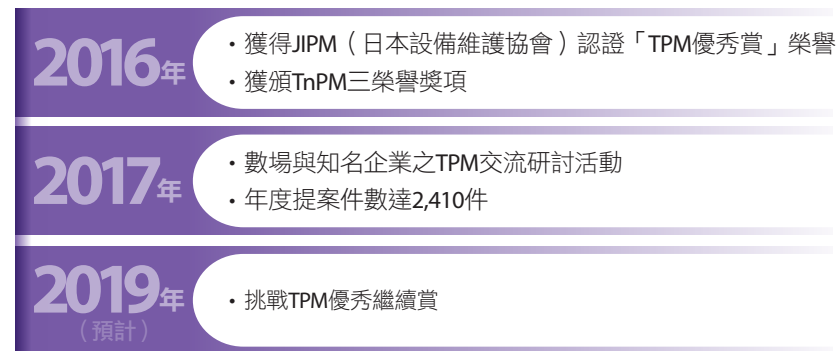 2016年
・獲得JIPM（日本設備維護協會）認證「TPM優秀賞」榮譽
・獲頒TnPM三榮譽獎項
2017年
・數場與知名企業之TPM交流研討活動
・年度提案件數達2,410件
2019年
（預計）
・挑戰TPM優秀繼續賞